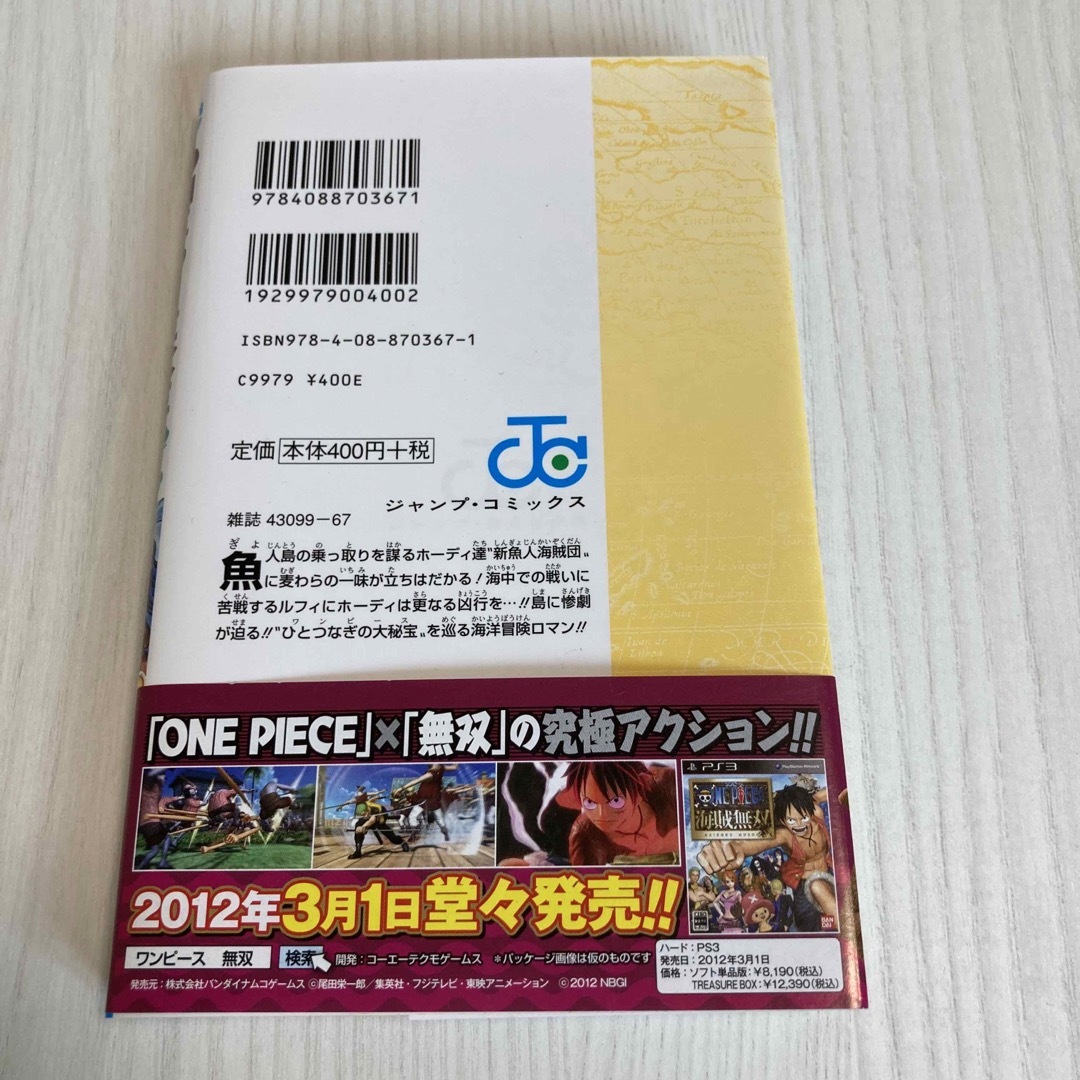 9784088703671
1929979004002
ISBN978-4-08-870367-1
C9979 ¥400E
定価 本体400円+税
ジャンプ・コミックス
雑誌 43099-67
魚人島の乗っ取りを謀るホーディ達〝新魚人海賊団〟
に麦わらの一味が立ちはだかる!海中での戦いに
苦戦するルフィにホーディは更なる凶行を…!!島に惨劇
が迫る!!〝ひとつなぎの大秘宝〟を巡る海洋冒険ロマン!!
「ONE PIECE」×「無双」の究極アクション!!
PS3
ONE PIECE
海賊無双
2012年3月1日堂々発売!!
ワンピース 無双 検索 開発:コーエーテクモゲームス *パッケージ画像は仮のものです
発売元:株式会社バンダイナムコゲームス ©尾田栄一郎/集英社・フジテレビ・東映アニメーション ©2012 NBGI
ハード:PS3
発売日:2012年3月1日
価格:ソフト単品版:¥8,190(税込)
TREASURE BOX:¥12,390(税込)